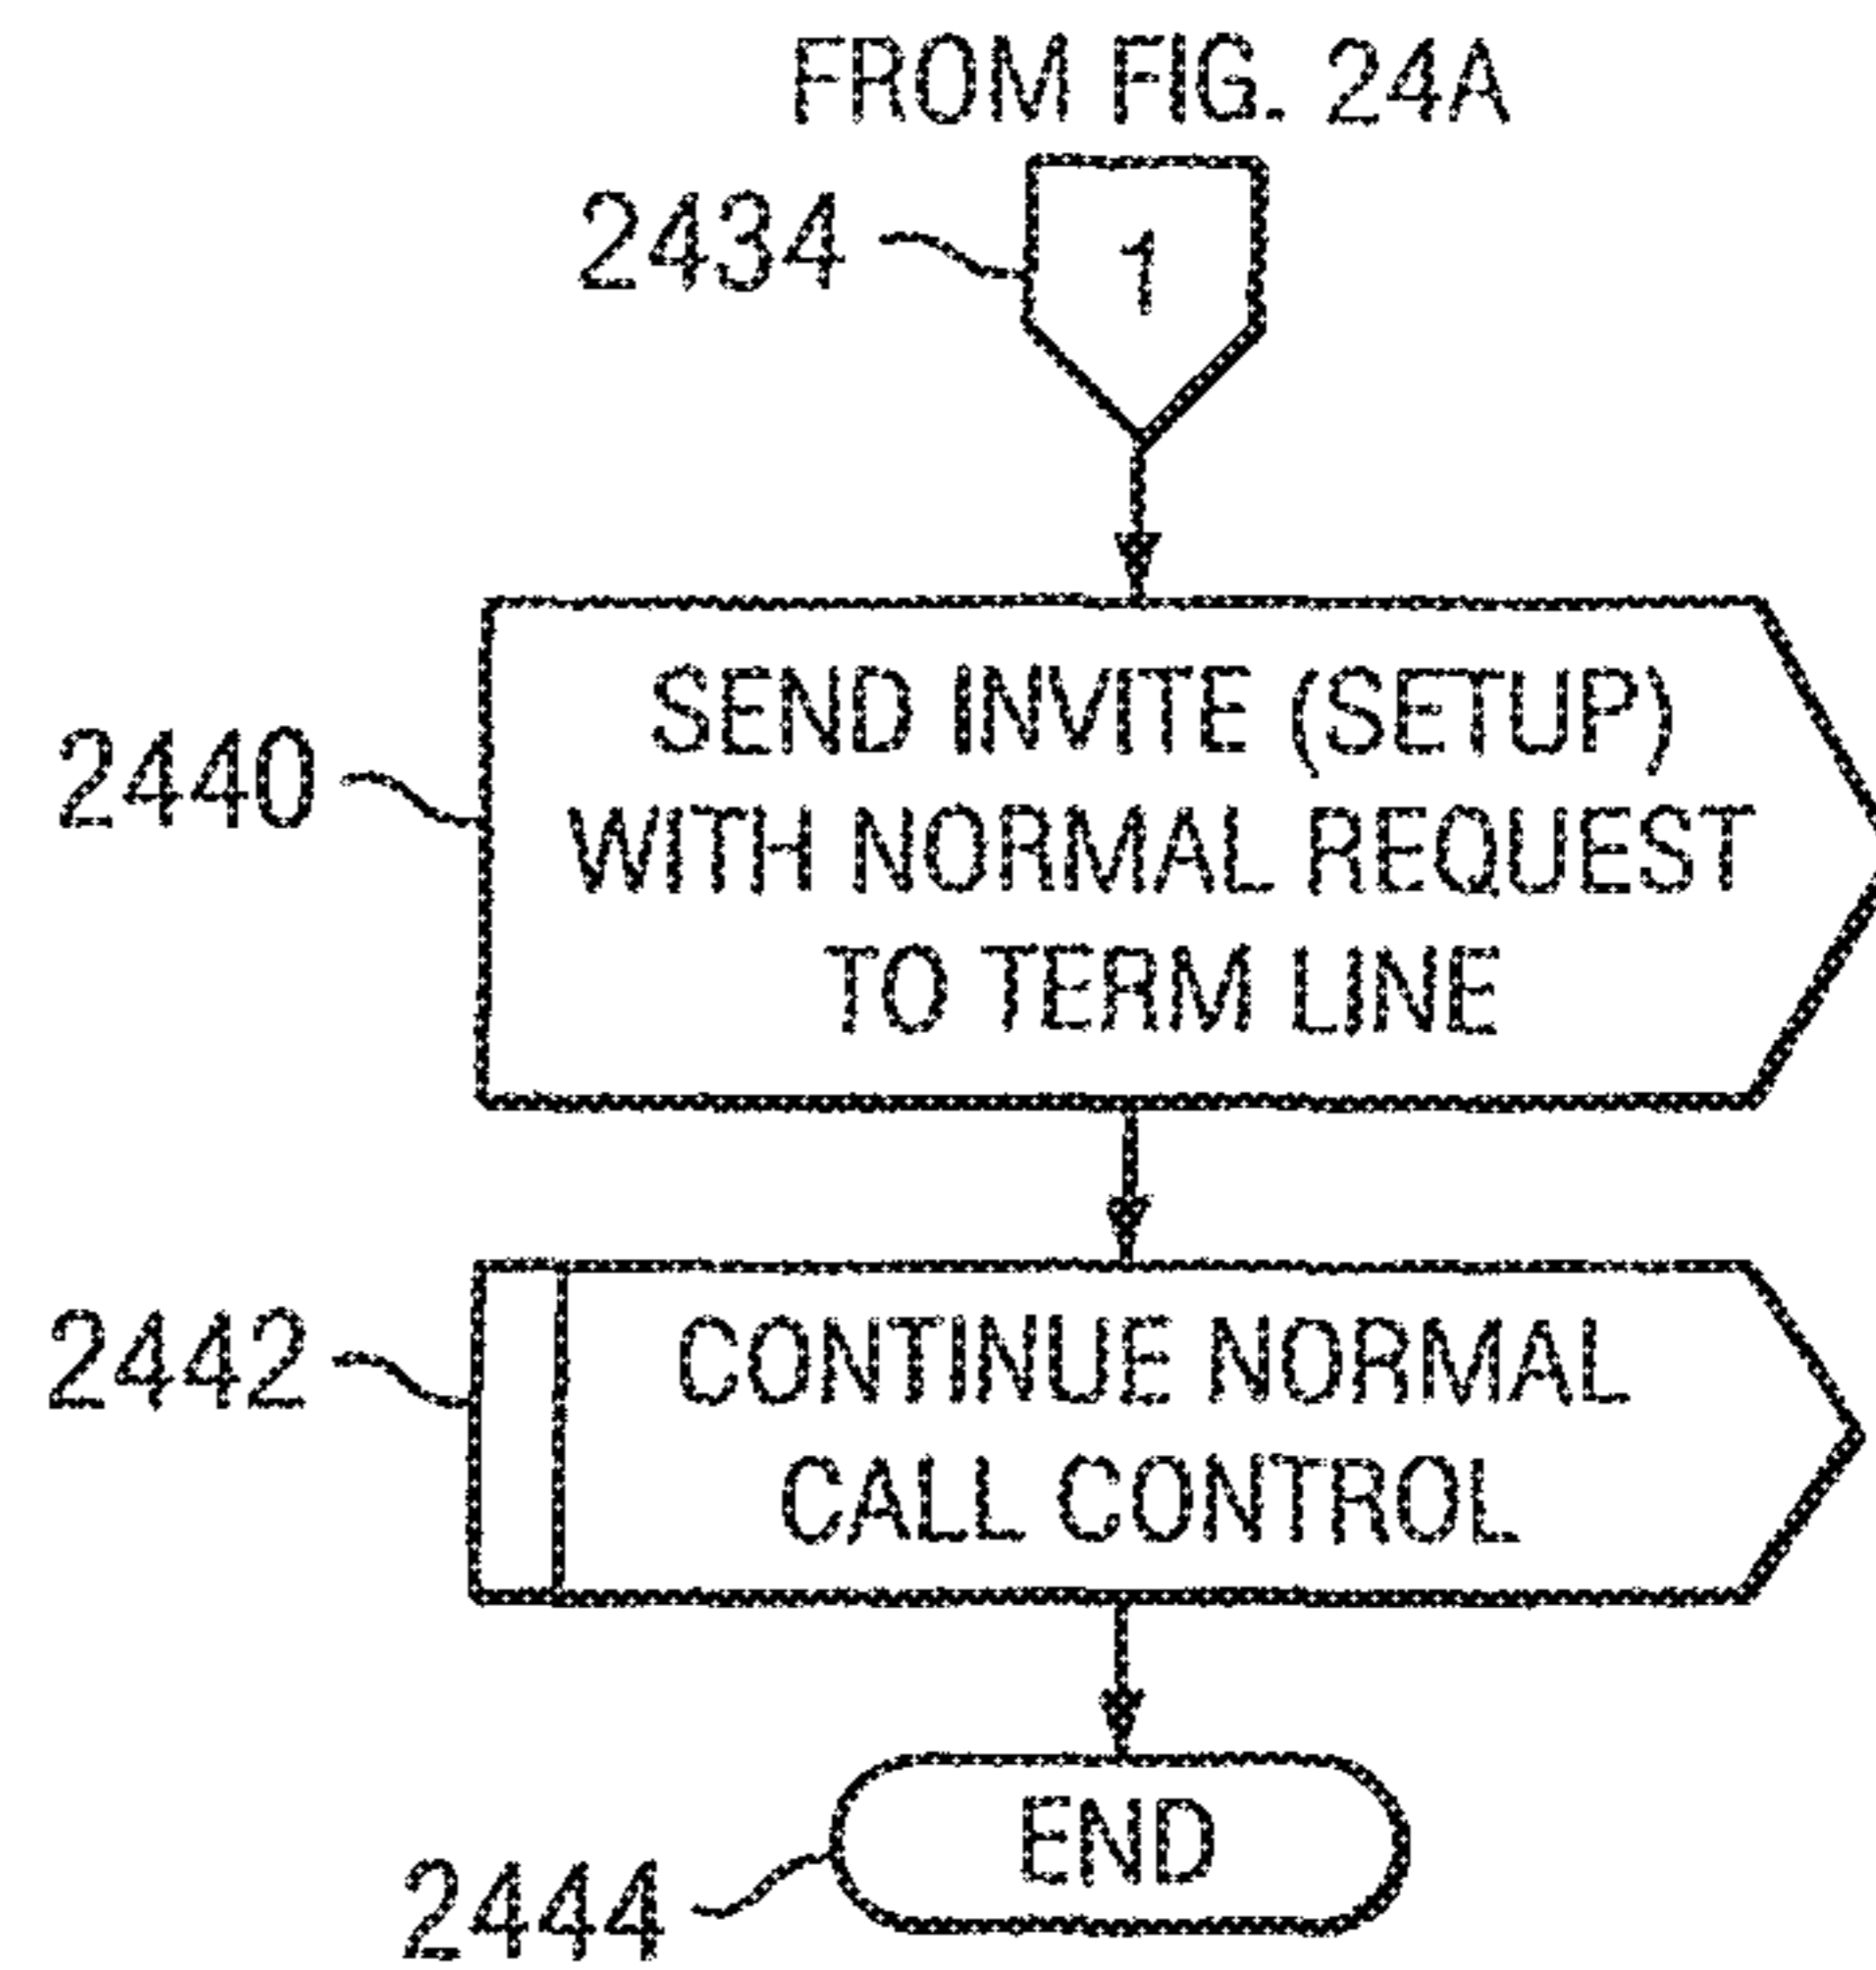 FROM FIG. 24A
2434
1
2440
SEND INVITE (SETUP)
WITH NORMAL REQUEST
TO TERM LINE
2442
CONTINUE NORMAL
CALL CONTROL
END
2444